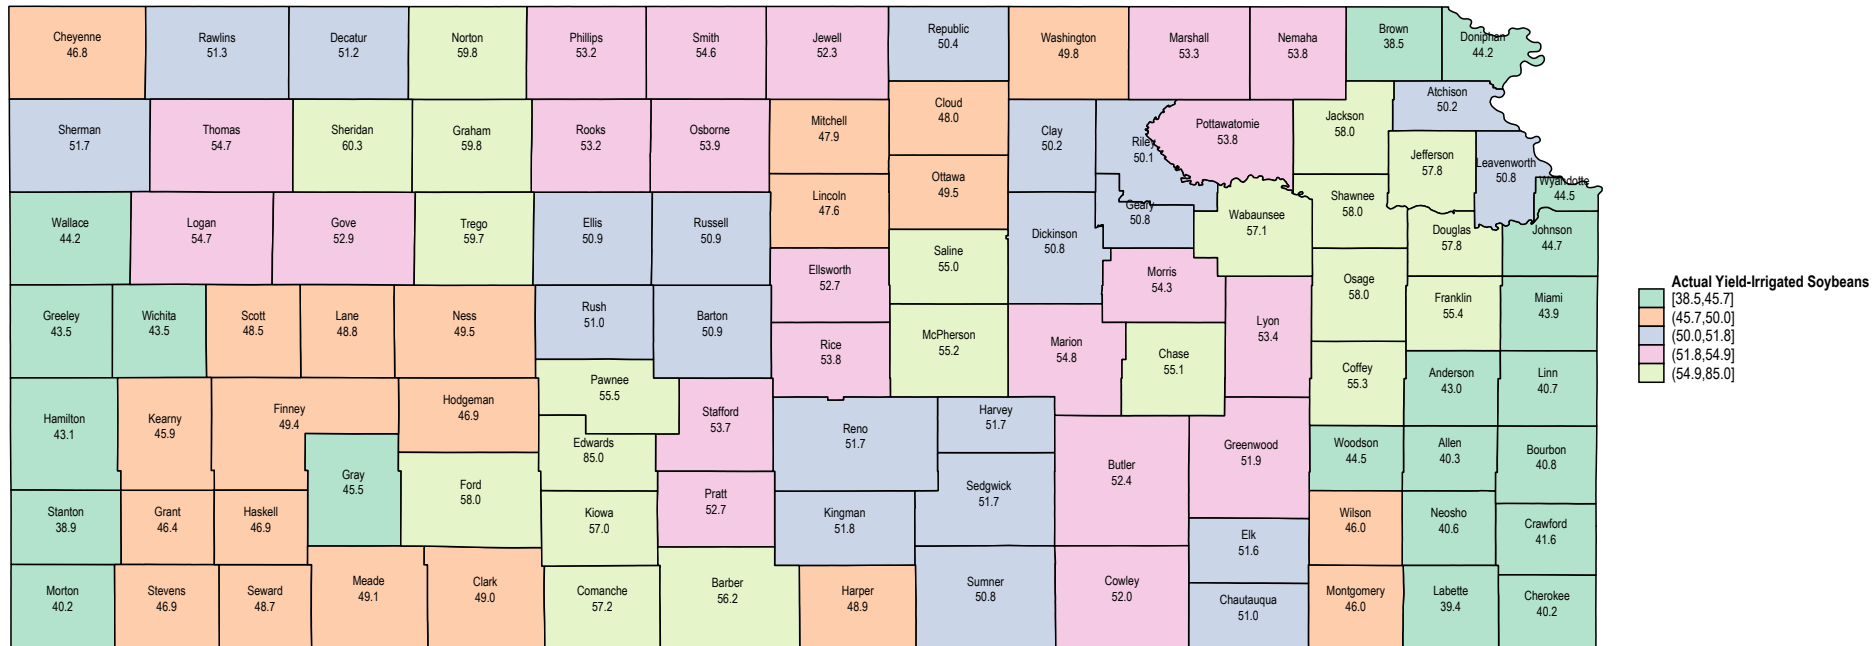 Cheyenne
46.8
Rawlins
51.3
Decatur
51.2
Norton
59.8
Phillips
53.2
Smith
54.6
Jewell
52.3
Republic
50.4
Washington
49.8
Marshall
53.3
Nemaha
53.8
Brown
38.5
Doniphan
44.2
Atchison
50.2
Sherman
51.7
Thomas
54.7
Sheridan
60.3
Graham
59.8
Rooks
53.2
Osborne
53.9
Mitchell
47.9
Cloud
48.0
Clay
50.2
Riley
50.1
Pottawatomie
53.8
Jackson
58.0
Jefferson
57.8
Leavenworth
50.8
Wyandotte
44.5
Wallace
44.2
Logan
54.7
Gove
52.9
Trego
59.7
Ellis
50.9
Russell
50.9
Lincoln
47.6
Ottawa
49.5
Saline
55.0
Dickinson
50.8
Geary
50.8
Wabaunsee
57.1
Shawnee
58.0
Douglas
57.8
Johnson
44.7
Ellsworth
52.7
Morris
54.3
Osage
58.0
Franklin
55.4
Miami
43.9
Greeley
43.5
Wichita
43.5
Scott
48.5
Lane
48.8
Ness
49.5
Rush
51.0
Barton
50.9
Rice
53.8
McPherson
55.2
Marion
54.8
Chase
55.1
Lyon
53.4
Coffey
55.3
Anderson
43.0
Linn
40.7
Hamilton
43.1
Kearny
45.9
Finney
49.4
Hodgeman
46.9
Pawnee
55.5
Stafford
53.7
Edwards
85.0
Reno
51.7
Harvey
51.7
Butler
52.4
Greenwood
51.9
Woodson
44.5
Allen
40.3
Bourbon
40.8
Gray
45.5
Ford
58.0
Pratt
52.7
Sedgwick
51.7
Stanton
38.9
Grant
46.4
Haskell
46.9
Kiowa
57.0
Kingman
51.8
Elk
51.6
Wilson
46.0
Neosho
40.6
Crawford
41.6
Morton
40.2
Stevens
46.9
Seward
48.7
Meade
49.1
Clark
49.0
Comanche
57.2
Barber
56.2
Harper
48.9
Sumner
50.8
Cowley
52.0
Chautauqua
51.0
Montgomery
46.0
Labette
39.4
Cherokee
40.2
Actual Yield-Irrigated Soybeans
[38.5,45.7]
(45.7,50.0]
(50.0,51.8]
(51.8,54.9]
(54.9,85.0]